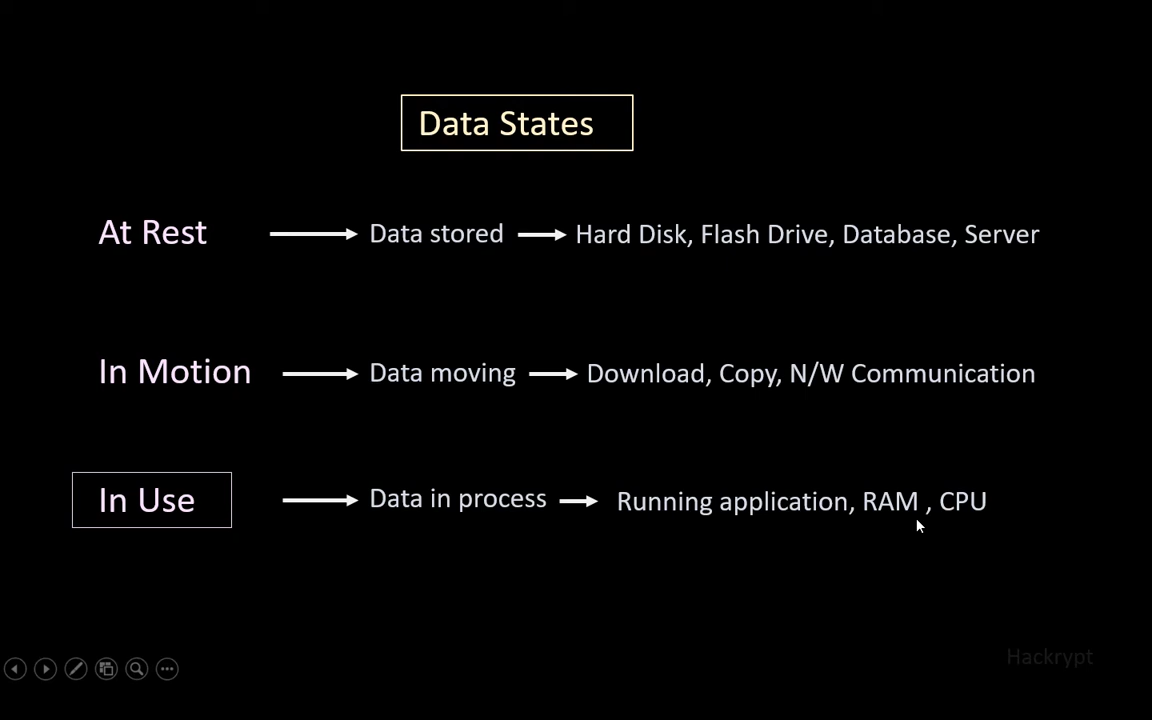 Data States
At Rest Data stored Hard Disk, Flash Drive, Database, Server
In Motion Data moving Download, Copy, N/W Communication
In Use Data in process Running application, RAM , CPU
Hackrypt